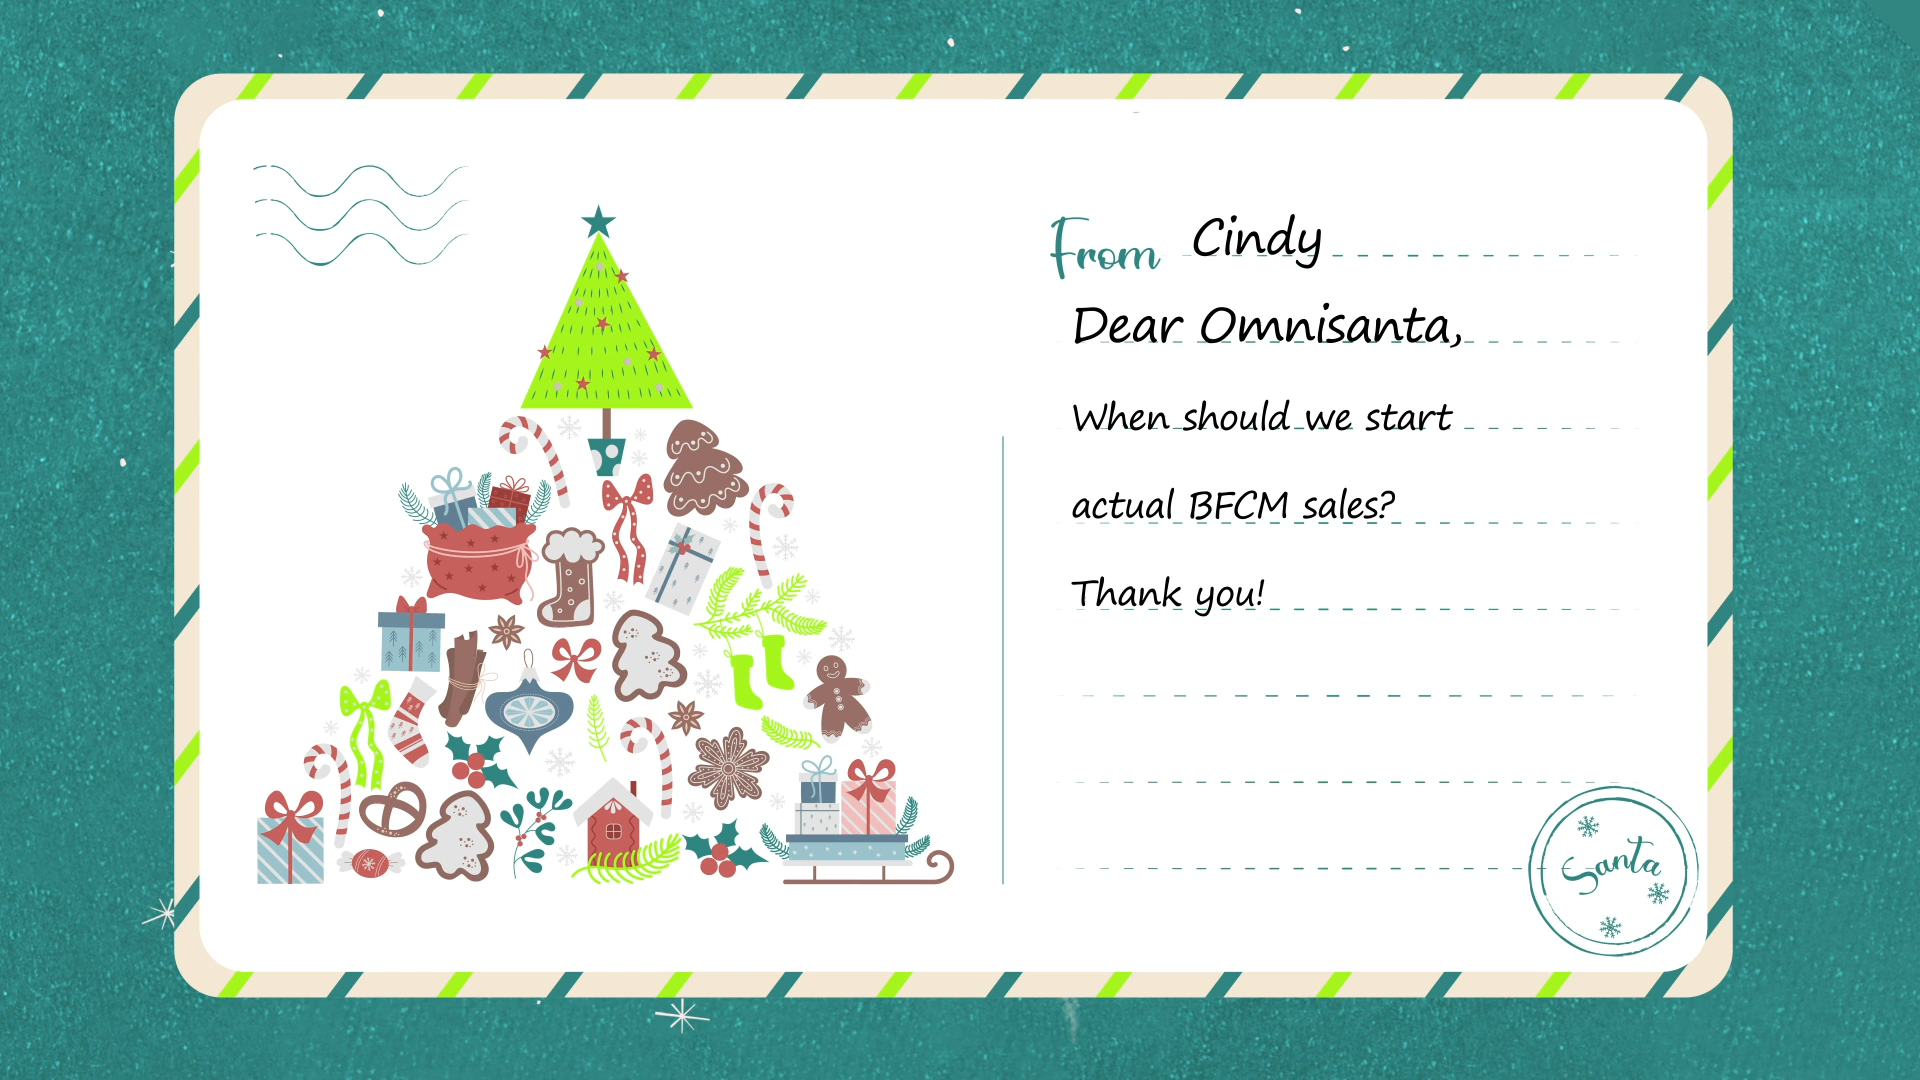 From Cindy
Dear Omnisanta,
When should we start
actual BFCM sales?
Thank you!
Santa